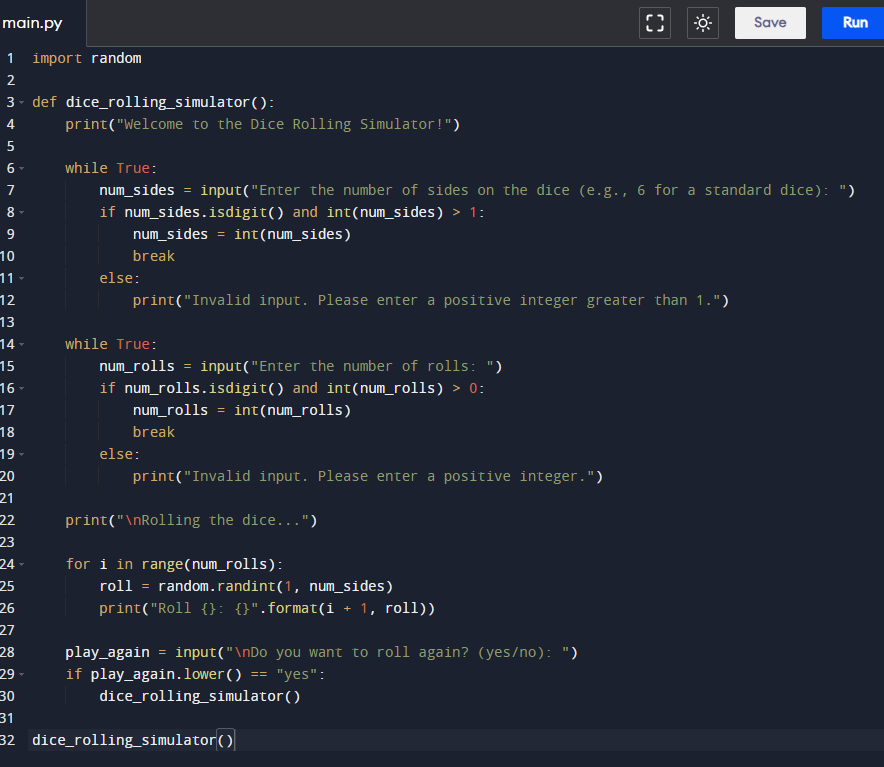 main.py
Save
Run
1 import random
2
3 def dice_rolling_simulator():
4     print("Welcome to the Dice Rolling Simulator!")
5
6     while True:
7         num_sides = input("Enter the number of sides on the dice (e.g., 6 for a standard dice): ")
8         if num_sides.isdigit() and int(num_sides) > 1:
9             num_sides = int(num_sides)
10             break
11         else:
12             print("Invalid input. Please enter a positive integer greater than 1.")
13
14     while True:
15         num_rolls = input("Enter the number of rolls: ")
16         if num_rolls.isdigit() and int(num_rolls) > 0:
17             num_rolls = int(num_rolls)
18             break
19         else:
20             print("Invalid input. Please enter a positive integer.")
21
22     print("\nRolling the dice...")
23
24     for i in range(num_rolls):
25         roll = random.randint(1, num_sides)
26         print("Roll {}: {}".format(i + 1, roll))
27
28     play_again = input("\nDo you want to roll again? (yes/no): ")
29     if play_again.lower() == "yes":
30         dice_rolling_simulator()
31
32 dice_rolling_simulator()